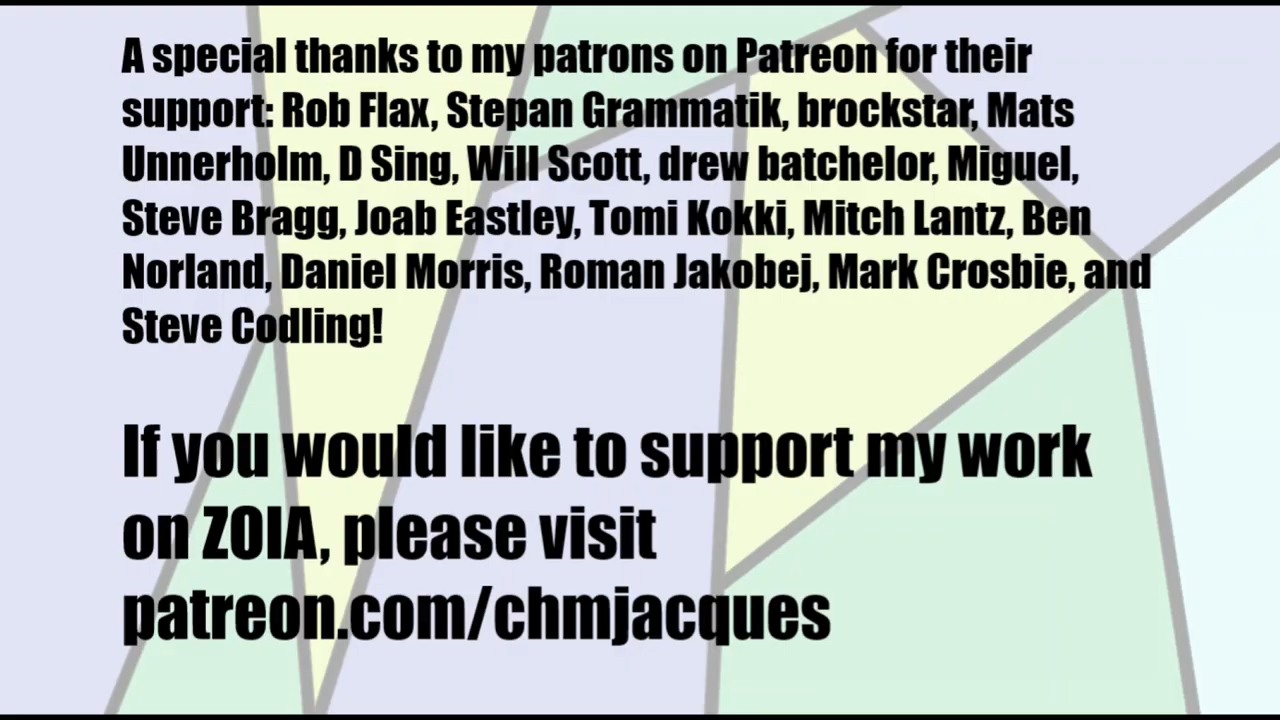 A special thanks to my patrons on Patreon for their
support: Rob Flax, Stepan Grammatik, brockstar, Mats
Unnerholm, D Sing, Will Scott, drew batchelor, Miguel,
Steve Bragg, Joab Eastley, Tomi Kokki, Mitch Lantz, Ben
Norland, Daniel Morris, Roman Jakobej, Mark Crosbie, and
Steve Codling!
If you would like to support my work
on ZOIA, please visit
patreon.com/chmjacques